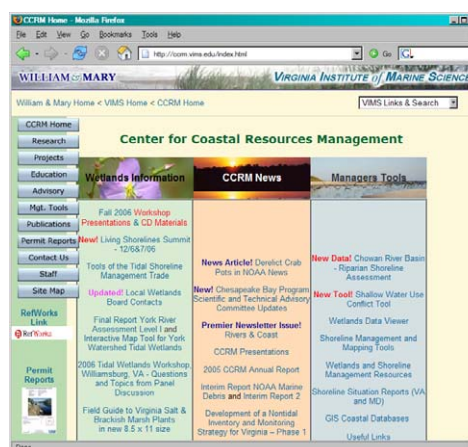 CCRM Home - Mozilla Firefox
File Edit View Go Bookmarks Tools Help
http://ccrm.vims.edu/index.html
Go
WILLIAM & MARY
VIRGINIA INSTITUTE of MARINE SCIENCE
William & Mary Home < VIMS Home < CCRM Home
VIMS Links & Search
CCRM Home
Research
Projects
Education
Advisory
Mgt. Tools
Publications
Permit Reports
Contact Us
Staff
Site Map
RefWorks
Link
RefWorks
Permit
Reports
Center for Coastal Resources Management
Wetlands Information
Fall 2006 Workshop
Presentations & CD Materials
New! Living Shorelines Summit
- 12/6&7/06
Tools of the Tidal Shoreline
Management Trade
Updated! Local Wetlands
Board Contacts
Final Report York River
Assessment Level I and
Interactive Map Tool for York
Watershed Tidal Wetlands
2006 Tidal Wetlands Workshop,
Williamsburg, VA - Questions
and Topics from Panel
Discussion
Field Guide to Virginia Salt &
Brackish Marsh Plants
in new 8.5 x 11 size
CCRM News
News Article! Derelict Crab
Pots in NOAA News
New! Chesapeake Bay Program
Scientific and Technical Advisory
Committee Updates
Premier Newsletter Issue!
Rivers & Coast
CCRM Presentations
2005 CCRM Annual Report
Interim Report NOAA Marine
Debris and Interim Report 2
Development of a Nontidal
Inventory and Monitoring
Strategy for Virginia - Phase 1
Managers Tools
New Data! Chowan River Basin
- Riparian Shoreline
Assessment
New Tool! Shallow Water Use
Conflict Tool
Wetlands Data Viewer
Shoreline Management and
Mapping Tools
Wetlands and Shoreline
Management Resources
Shoreline Situation Reports (VA
and MD)
GIS Coastal Databases
Useful Links
Done